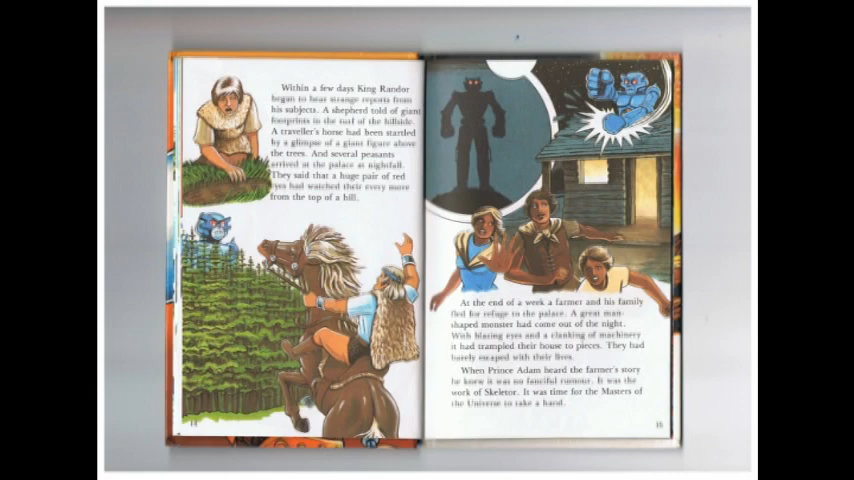 Within a few days King Randor
began to hear strange reports from
his subjects. A shepherd told of giant
footprints in the turf of the hillside.
A traveller's horse had been startled
by a glimpse of a giant figure above
the trees. And several peasants
arrived at the palace at nightfall.
They said that a huge pair of red
eyes had watched their every move
from the top of a hill.
14
At the end of a week a farmer and his family
fled for refuge to the palace. A great man-
shaped monster had come out of the night.
With blazing eyes and a clanking of machinery
it had trampled their house to pieces. They had
barely escaped with their lives.
When Prince Adam heard the farmer's story
he knew it was no fanciful rumour. It was the
work of Skeletor. It was time for the Masters of
the Universe to take a hand.
15